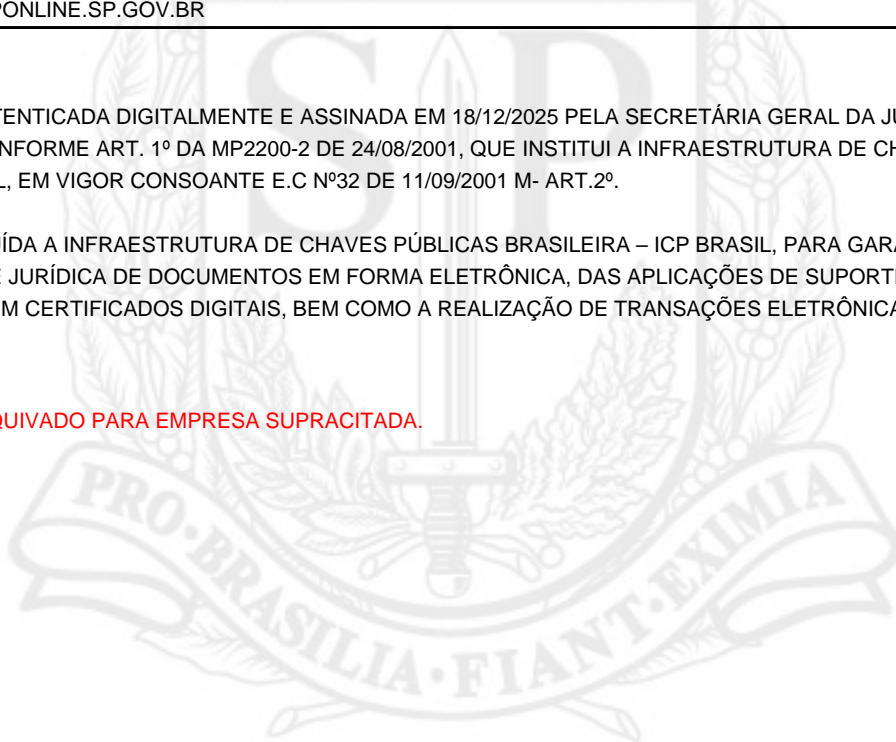 PONLINE.SP.GOV.BR
TENTICADA DIGITALMENTE E ASSINADA EM 18/12/2025 PELA SECRETÁRIA GERAL DA JU
NFORME ART. 1º DA MP2200-2 DE 24/08/2001, QUE INSTITUI A INFRAESTRUTURA DE CH
L, EM VIGOR CONSOANTE E.C Nº32 DE 11/09/2001 M- ART.2º.
UÍDA A INFRAESTRUTURA DE CHAVES PÚBLICAS BRASILEIRA – ICP BRASIL, PARA GARA
E JURÍDICA DE DOCUMENTOS EM FORMA ELETRÔNICA, DAS APLICAÇÕES DE SUPORTE
EM CERTIFICADOS DIGITAIS, BEM COMO A REALIZAÇÃO DE TRANSAÇÕES ELETRÔNICA
QUIVADO PARA EMPRESA SUPRACITADA.
SP
PRO·BRASILIA·FIANT·EXIMIA